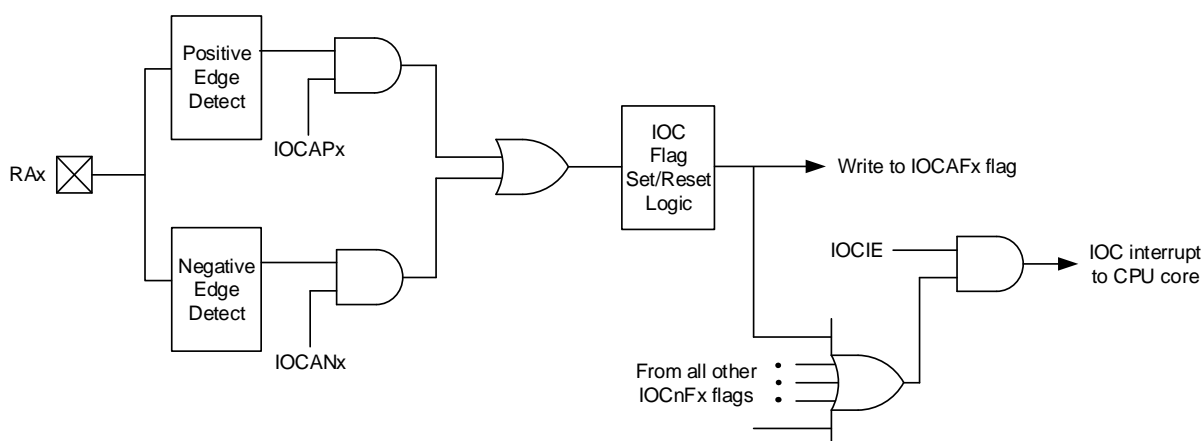 Positive
Edge
Detect
IOCAPx
RAx
IOC
Flag
Set/Reset
Logic
Write to IOCAFx flag
Negative
Edge
Detect
IOCANx
IOCIE
IOC interrupt
to CPU core
From all other
IOCnFx flags